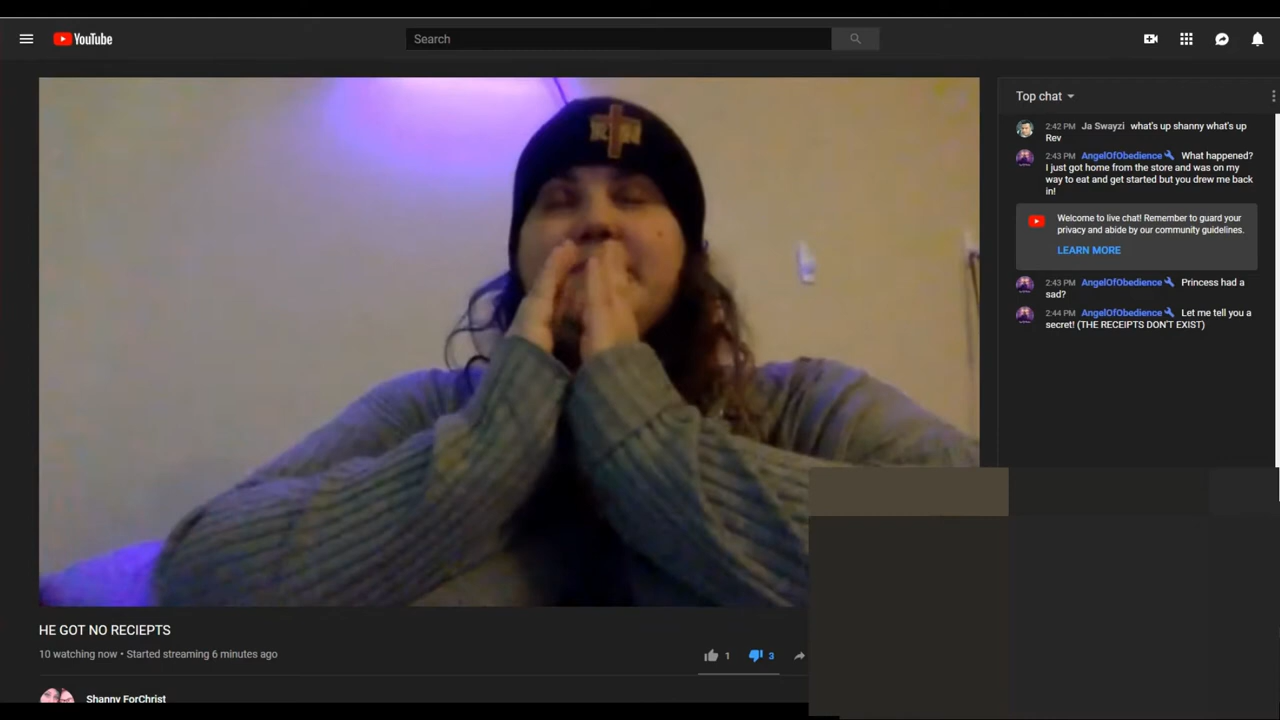 YouTube
Search
Top chat
2:42 PM Ja Swayzi what's up shanny what's up
Rev
2:43 PM AngelOfObedience What happened?
I just got home from the store and was on my
way to eat and get started but you drew me back
in!
Welcome to live chat! Remember to guard your
privacy and abide by our community guidelines.
LEARN MORE
2:43 PM AngelOfObedience Princess had a
sad?
2:44 PM AngelOfObedience Let me tell you a
secret! (THE RECEIPTS DON'T EXIST)
HE GOT NO RECIEPTS
10 watching now • Started streaming 6 minutes ago
1 3
Shanny ForChrist